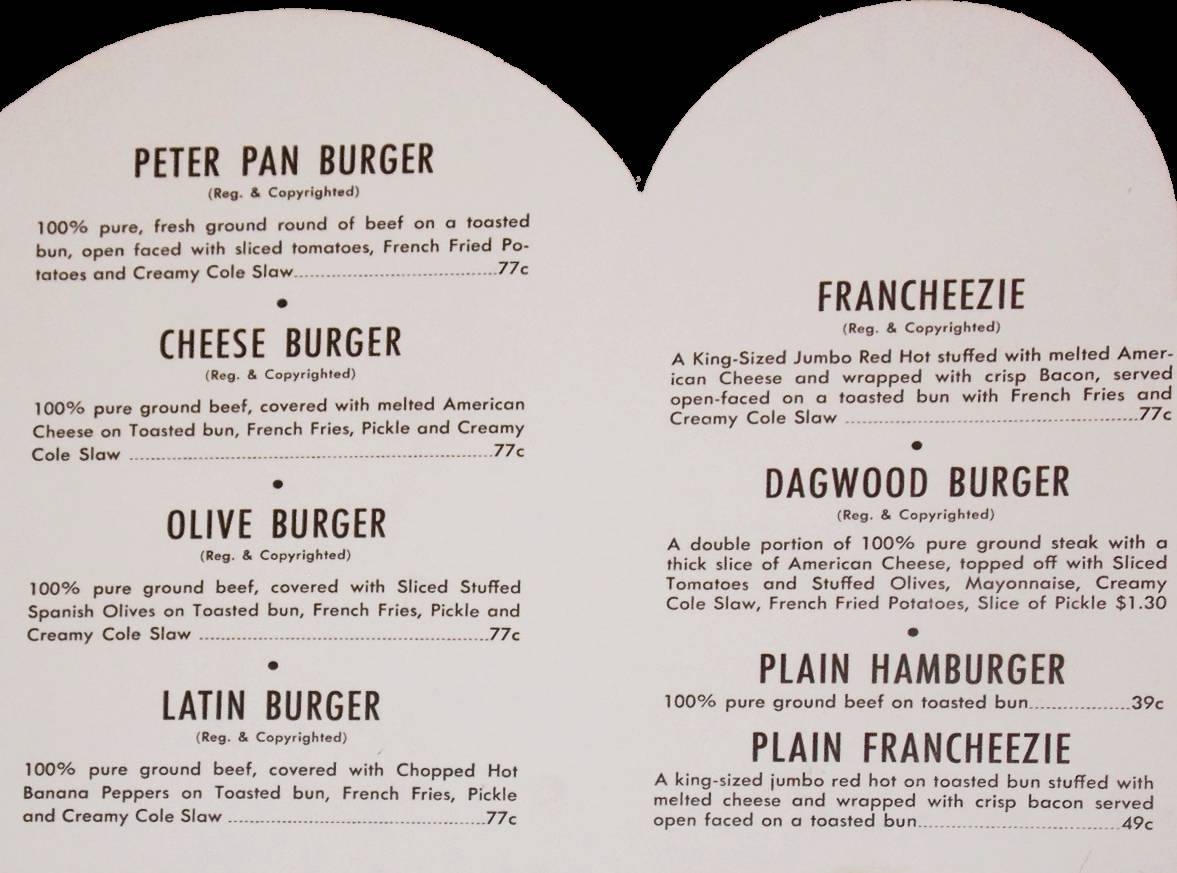 PETER PAN BURGER
(Reg. & Copyrighted)
100% pure, fresh ground round of beef on a toasted
bun, open faced with sliced tomatoes, French Fried Po-
tatoes and Creamy Cole Slaw...............................77c
CHEESE BURGER
(Reg. & Copyrighted)
100% pure ground beef, covered with melted American
Cheese on Toasted bun, French Fries, Pickle and Creamy
Cole Slaw .......................................................77c
OLIVE BURGER
(Reg. & Copyrighted)
100% pure ground beef, covered with Sliced Stuffed
Spanish Olives on Toasted bun, French Fries, Pickle and
Creamy Cole Slaw ............................................77c
LATIN BURGER
(Reg. & Copyrighted)
100% pure ground beef, covered with Chopped Hot
Banana Peppers on Toasted bun, French Fries, Pickle
and Creamy Cole Slaw .......................................77c
FRANCHEEZIE
(Reg. & Copyrighted)
A King-Sized Jumbo Red Hot stuffed with melted Amer-
ican Cheese and wrapped with crisp Bacon, served
open-faced on a toasted bun with French Fries and
Creamy Cole Slaw ............................................77c
DAGWOOD BURGER
(Reg. & Copyrighted)
A double portion of 100% pure ground steak with a
thick slice of American Cheese, topped off with Sliced
Tomatoes and Stuffed Olives, Mayonnaise, Creamy
Cole Slaw, French Fried Potatoes, Slice of Pickle $1.30
PLAIN HAMBURGER
100% pure ground beef on toasted bun................39c
PLAIN FRANCHEEZIE
A king-sized jumbo red hot on toasted bun stuffed with
melted cheese and wrapped with crisp bacon served
open faced on a toasted bun...............................49c